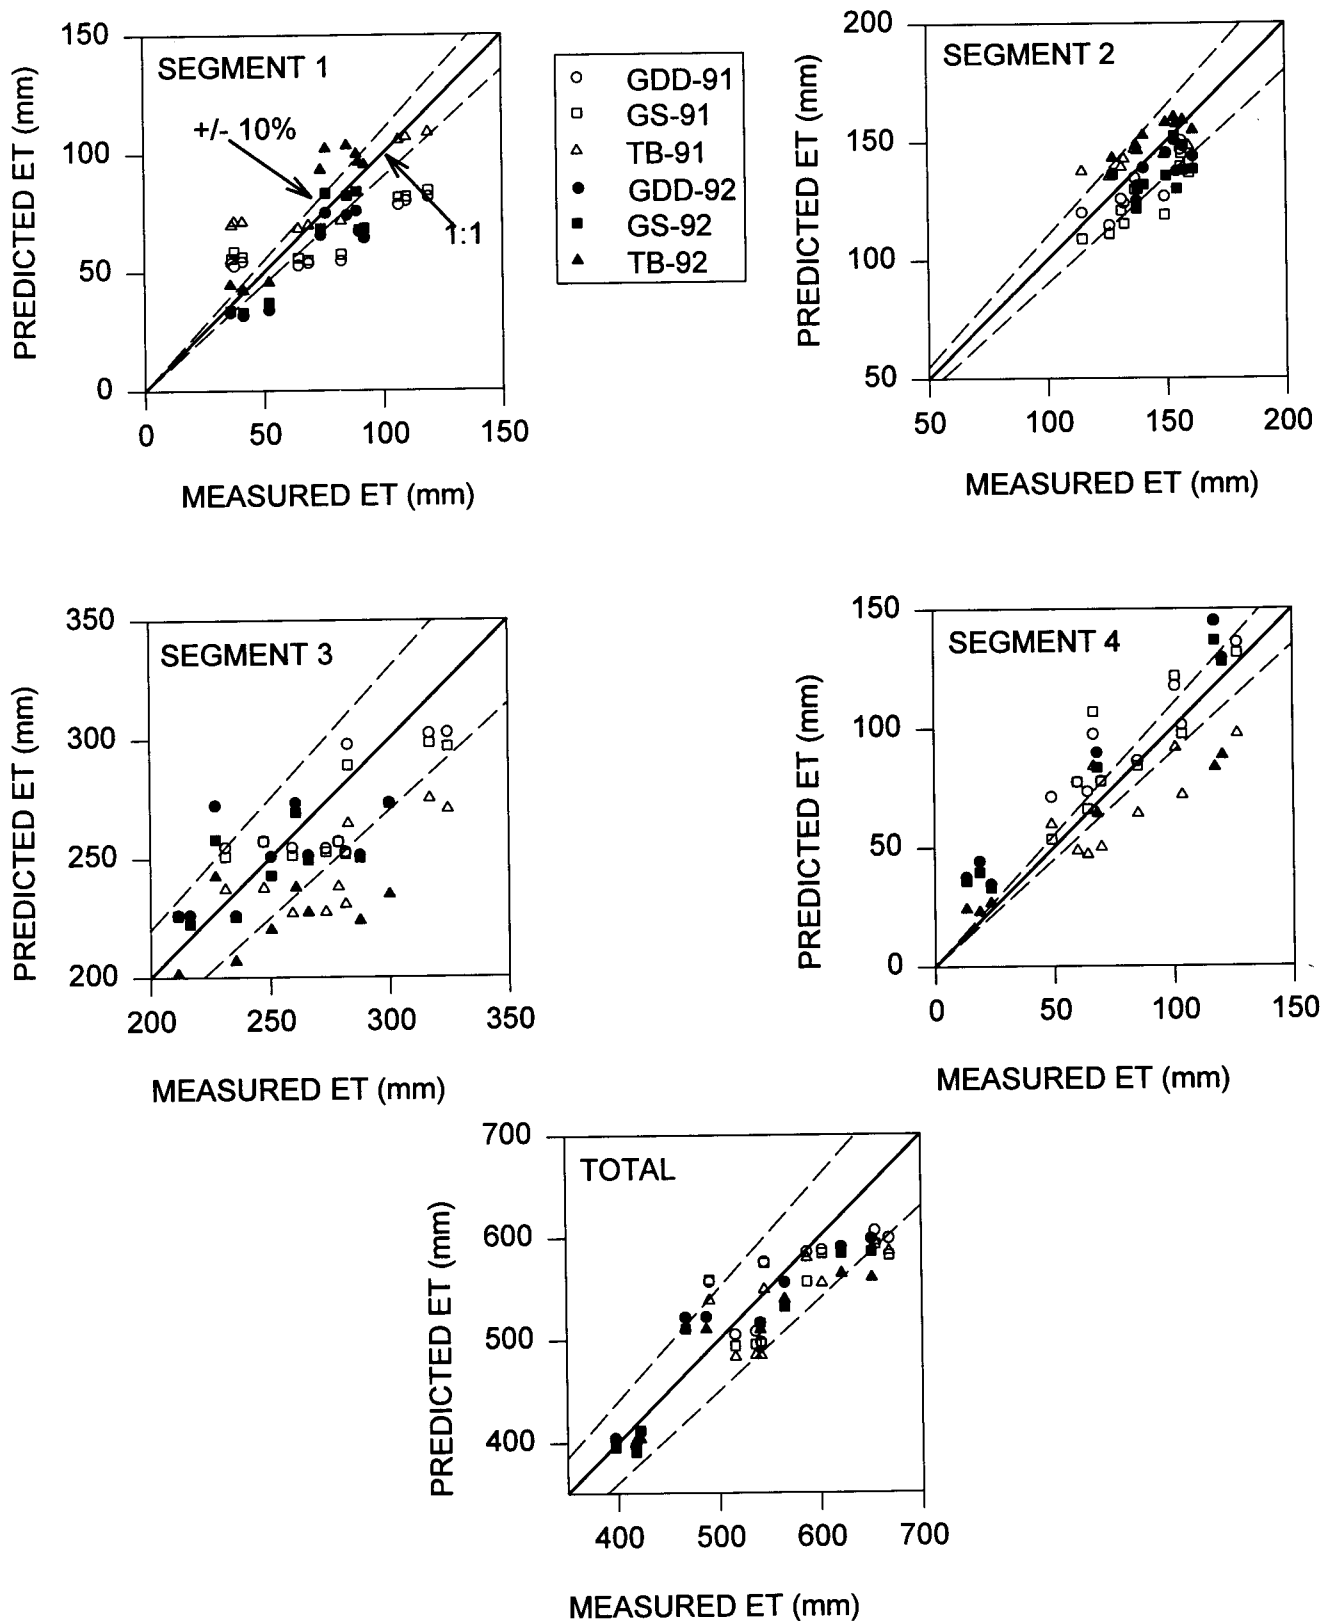 150
100
50
0
PREDICTED ET (mm)
SEGMENT 1
+/- 10%
1:1
0 50 100 150
MEASURED ET (mm)
GDD-91
GS-91
TB-91
GDD-92
GS-92
TB-92
200
150
100
50
PREDICTED ET (mm)
SEGMENT 2
50 100 150 200
MEASURED ET (mm)
350
300
250
200
PREDICTED ET (mm)
SEGMENT 3
200 250 300 350
MEASURED ET (mm)
150
100
50
0
PREDICTED ET (mm)
SEGMENT 4
0 50 100 150
MEASURED ET (mm)
700
600
500
400
PREDICTED ET (mm)
TOTAL
400 500 600 700
MEASURED ET (mm)